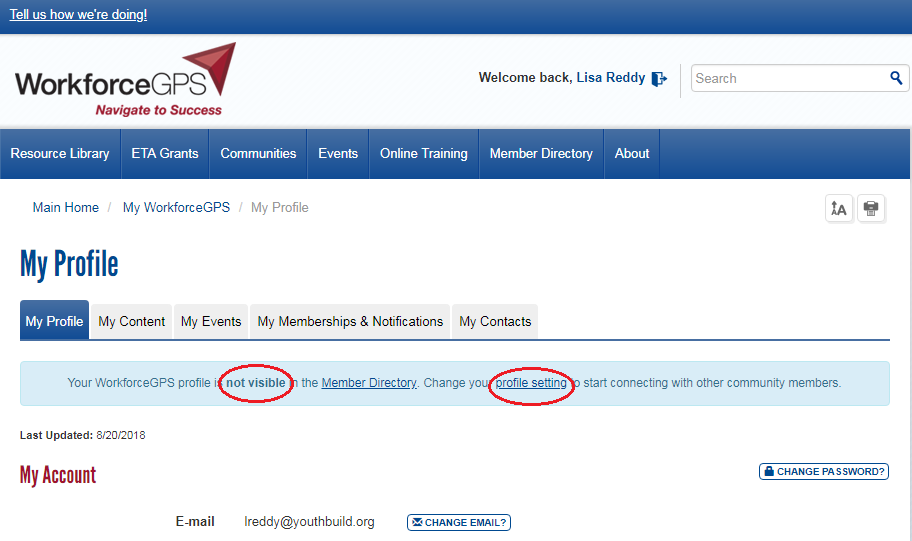 Tell us how we're doing!
WorkforceGPS
Navigate to Success
Welcome back, Lisa Reddy
Search
Resource Library ETA Grants Communities Events Online Training Member Directory About
Main Home / My WorkforceGPS / My Profile
A
My Profile
My Profile My Content My Events My Memberships & Notifications My Contacts
Your WorkforceGPS profile is not visible in the Member Directory. Change your profile setting to start connecting with other community members.
Last Updated: 8/20/2018
My Account
CHANGE PASSWORD?
E-mail lreddy@youthbuild.org CHANGE EMAIL?